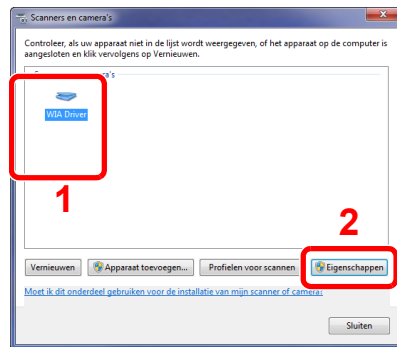 Scanners en camera's
Controleer, als uw apparaat niet in de lijst wordt weergegeven, of het apparaat op de computer is
aangesloten en klik vervolgens op Vernieuwen.
ra's
WIA Driver
1
2
Vernieuwen
Apparaat toevoegen...
Profielen voor scannen
Eigenschappen
Moet ik dit onderdeel gebruiken voor de installatie van mijn scanner of camera?
Sluiten